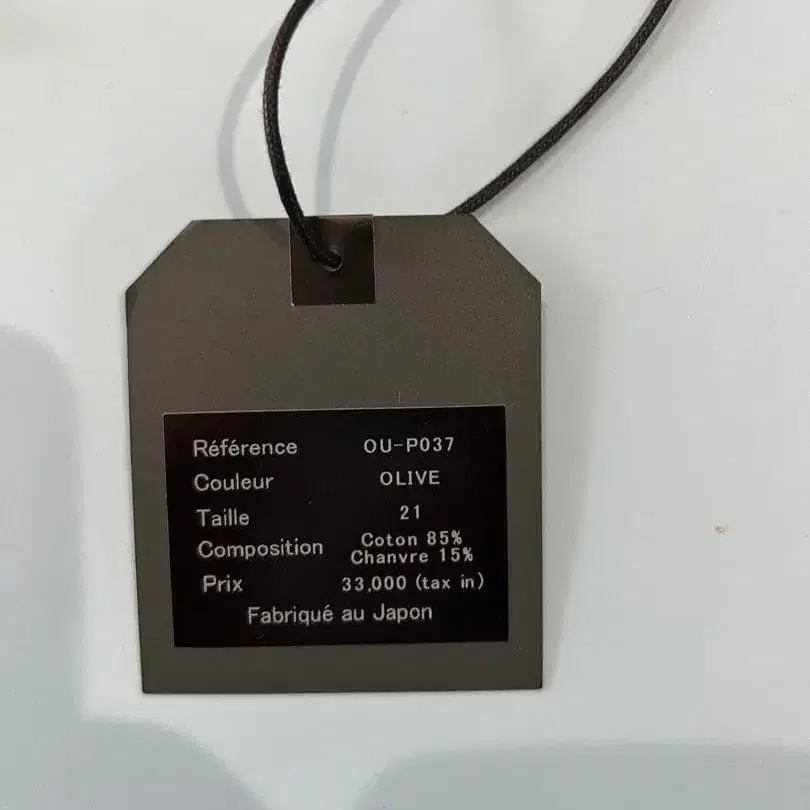 Référence OU-P037
Couleur OLIVE
Taille 21
Composition Coton 85%
Chanvre 15%
Prix 33,000 (tax in)
Fabriqué au Japon